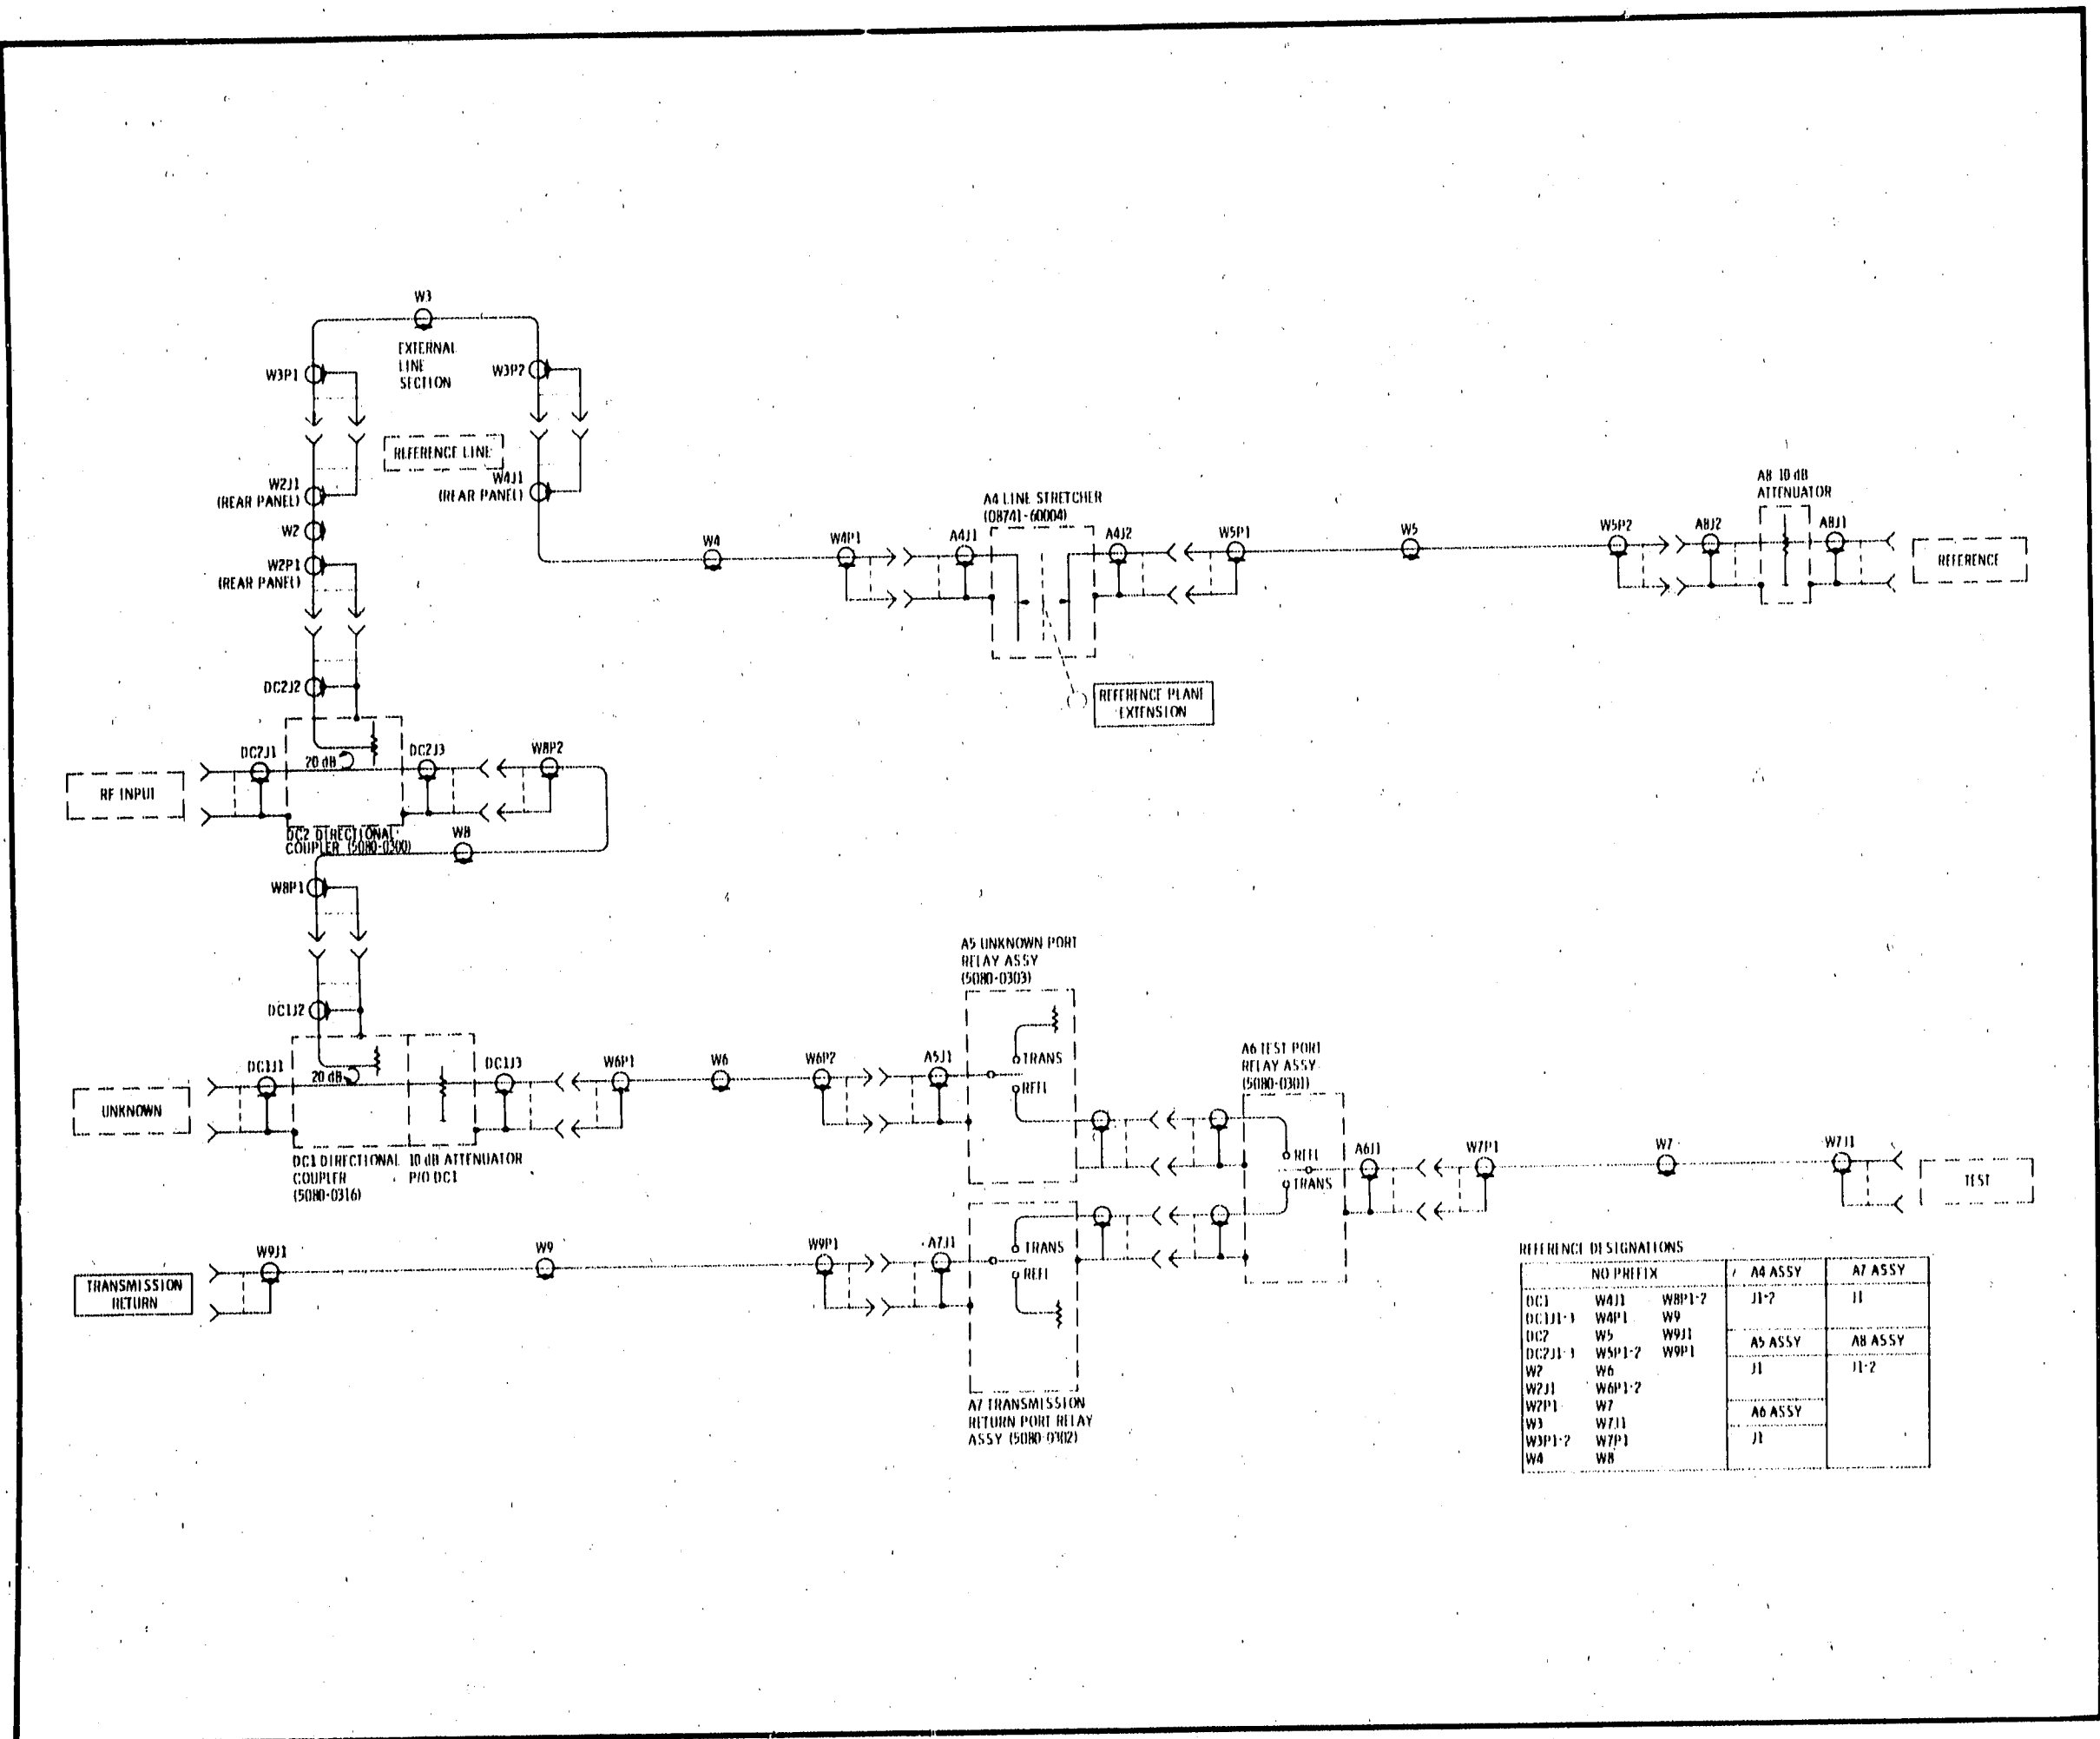 W3
EXTERNAL
LINE
SECTION
W3P1
W3P2
REFERENCE LINE
W2J1
(REAR PANEL)
W4J1
(REAR PANEL)
W2
W2P1
(REAR PANEL)
A4 LINE STRETCHER
(08741-60004)
W4
W4P1
A4J1
A4J2
W5P1
W5
W5P2
A8J2
A8 10 dB
ATTENUATOR
A8J1
REFERENCE
REFERENCE PLANE
EXTENSION
DC2J2
DC2J1
20 dB
DC2J3
W8P2
RF INPUT
DC2 DIRECTIONAL
COUPLER (5080-0300)
W8
W8P1
DC1J2
DC1J1
20 dB
DC1J3
W6P1
W6
W6P2
A5J1
UNKNOWN
DC1 DIRECTIONAL
COUPLER
(5080-0316)
10 dB ATTENUATOR
P/O DC1
A5 UNKNOWN PORT
RELAY ASSY
(5080-0303)
TRANS
REFL
A6 TEST PORT
RELAY ASSY
(5080-0301)
REFL
TRANS
A6J1
W7P1
W7
W7J1
TEST
TRANSMISSION
RETURN
W9J1
W9
W9P1
A7J1
TRANS
REFL
A7 TRANSMISSION
RETURN PORT RELAY
ASSY (5080-0302)
REFERENCE DESIGNATIONS
NO PREFIX A4 ASSY A7 ASSY
DC1 W4J1 W8P1-2 J1-2 J1
DC1J1-3 W4P1 W9
DC2 W5 W9J1 A5 ASSY A8 ASSY
DC2J1-3 W5P1-2 W9P1
W2 W6 J1 J1-2
W2J1 W6P1-2
W2P1 W7 A6 ASSY
W3 W7J1
W3P1-2 W7P1 J1
W4 W8